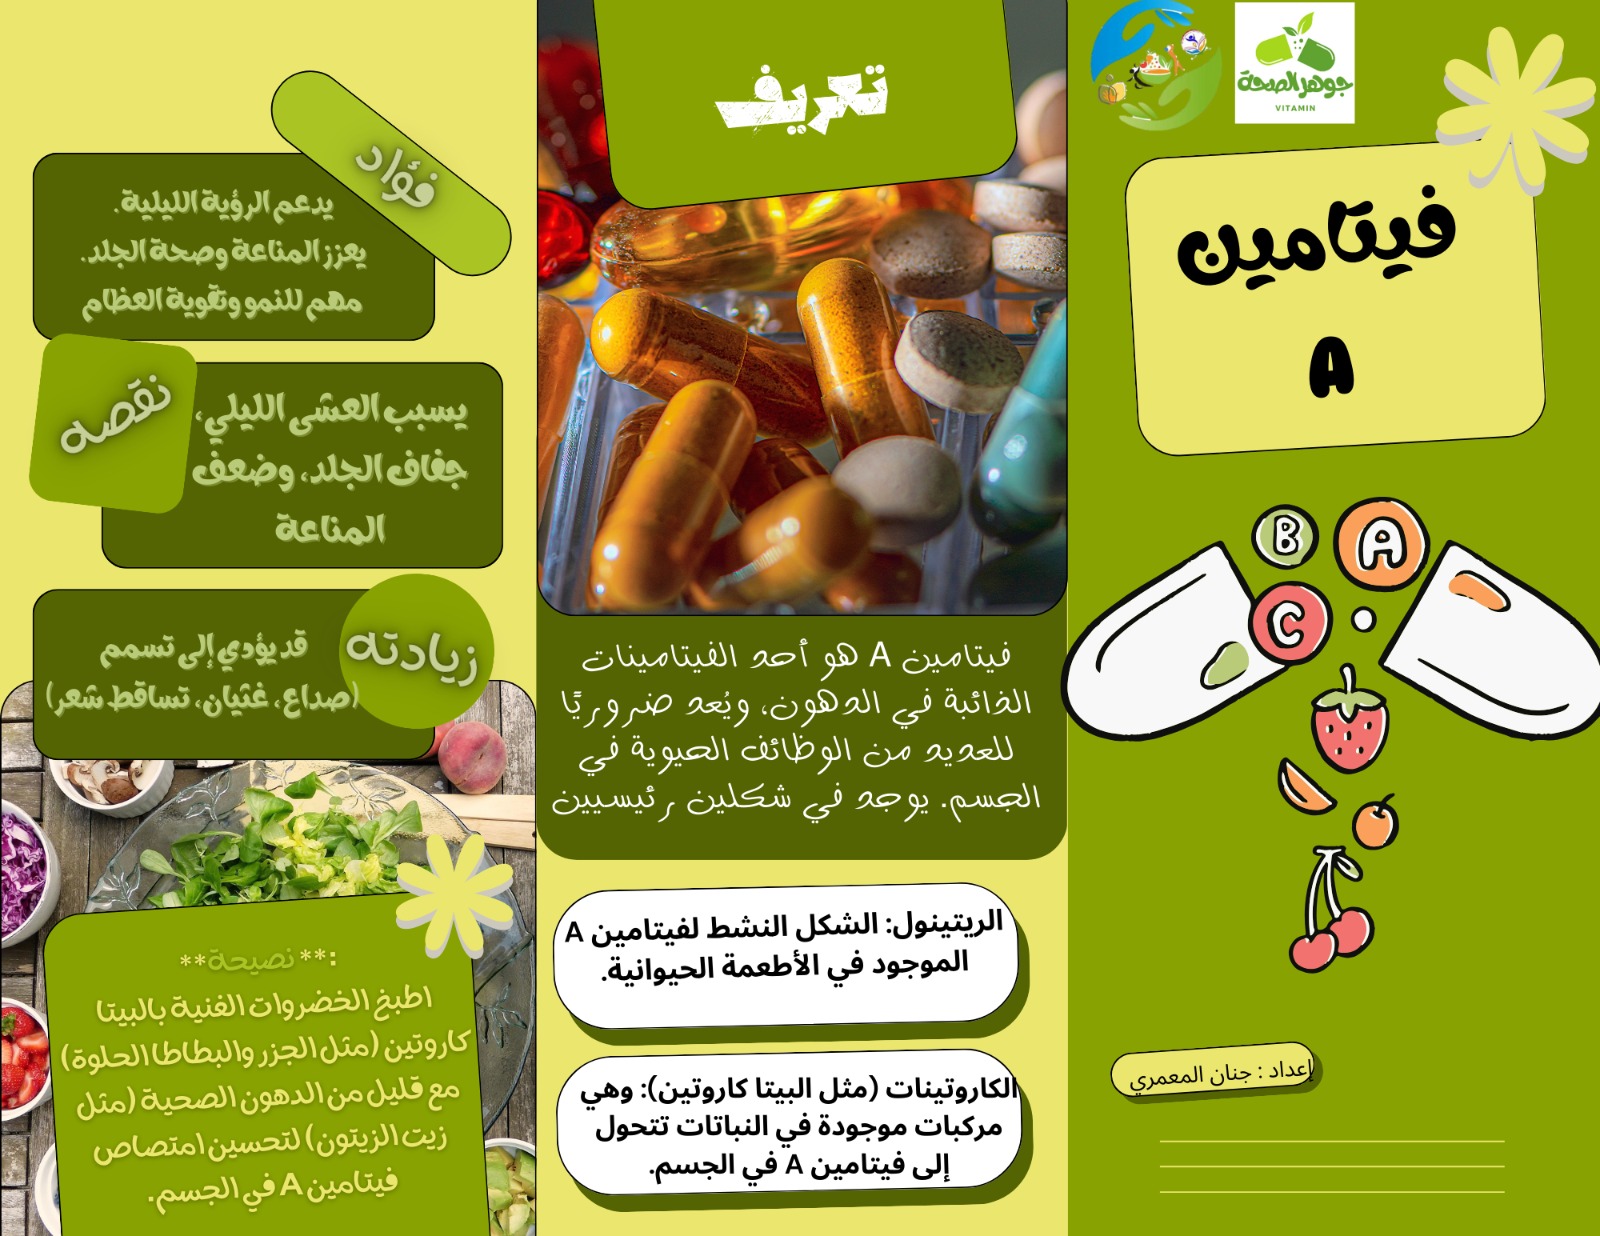 جوهر الصحة
VITAMIN
فيتامين
A
B
A
C
إعداد : جنان المعمري
تعريف
فيتامين A هو أحد الفيتامينات
الذائبة في الدهون، ويُعد ضروريًا
للعديد من الوظائف الحيوية في
الجسم. يوجد في شكلين رئيسيين
الريتينول: الشكل النشط لفيتامين A
الموجود في الأطعمة الحيوانية.
الكاروتينات (مثل البيتا كاروتين): وهي
مركبات موجودة في النباتات تتحول
إلى فيتامين A في الجسم.
فؤاد
يدعم الرؤية الليلية.
يعزز المناعة وصحة الجلد.
مهم للنمو وتقوية العظام
نقصه
يسبب العشى الليلي،
جفاف الجلد، وضعف
المناعة
زيادته
قد يؤدي إلى تسمم
(صداع، غثيان، تساقط شعر)
**نصيحة**:
اطبخ الخضروات الغنية بالبيتا
كاروتين (مثل الجزر والبطاطا الحلوة)
مع قليل من الدهون الصحية (مثل
زيت الزيتون) لتحسين امتصاص
فيتامين A في الجسم.